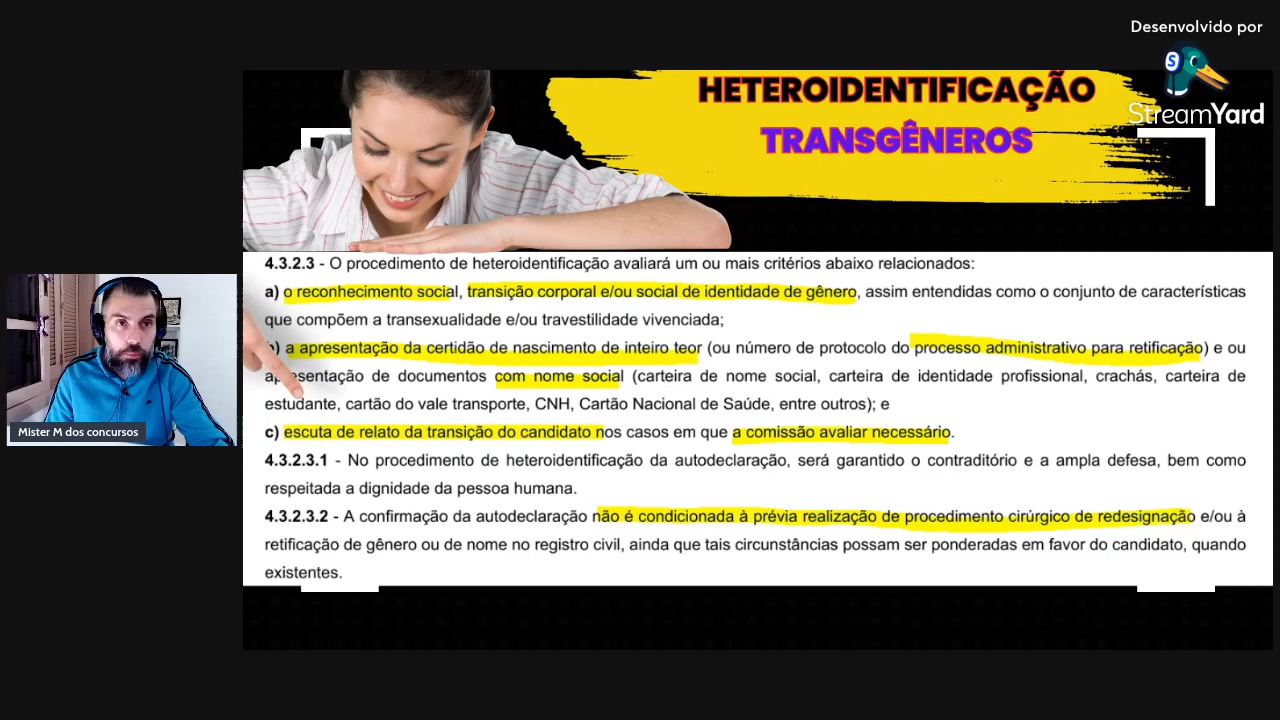 Desenvolvido por
StreamYard
HETEROIDENTIFICAÇÃO
TRANSGÊNEROS
4.3.2.3 - O procedimento de heteroidentificação avaliará um ou mais critérios abaixo relacionados:
a) o reconhecimento social, transição corporal e/ou social de identidade de gênero, assim entendidas como o conjunto de características
que compõem a transexualidade e/ou travestilidade vivenciada;
b) a apresentação da certidão de nascimento de inteiro teor (ou número de protocolo do processo administrativo para retificação) e ou
apresentação de documentos com nome social (carteira de nome social, carteira de identidade profissional, crachás, carteira de
estudante, cartão do vale transporte, CNH, Cartão Nacional de Saúde, entre outros); e
c) escuta de relato da transição do candidato nos casos em que a comissão avaliar necessário.
4.3.2.3.1 - No procedimento de heteroidentificação da autodeclaração, será garantido o contraditório e a ampla defesa, bem como
respeitada a dignidade da pessoa humana.
4.3.2.3.2 - A confirmação da autodeclaração não é condicionada à prévia realização de procedimento cirúrgico de redesignação e/ou à
retificação de gênero ou de nome no registro civil, ainda que tais circunstâncias possam ser ponderadas em favor do candidato, quando
existentes.
Mister M dos concursos